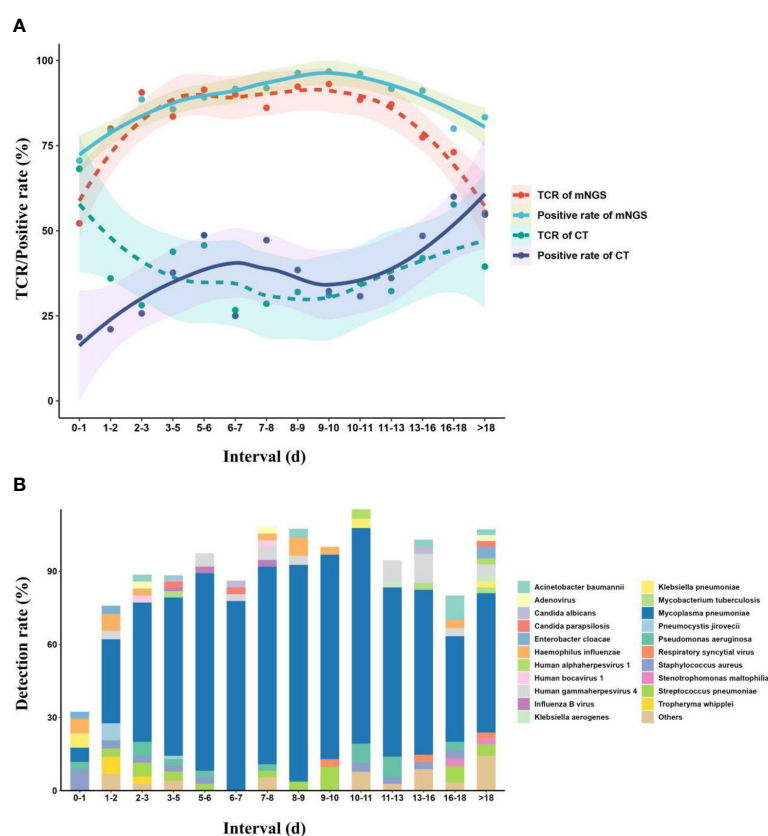 A
TCR/Positive rate (%)
100
75
50
25
0
0-1 1-2 2-3 3-5 5-6 6-7 7-8 8-9 9-10 10-11 11-13 13-16 16-18 >18
Interval (d)
TCR of mNGS
Positive rate of mNGS
TCR of CT
Positive rate of CT
B
Detection rate (%)
90
60
30
0
0-1 1-2 2-3 3-5 5-6 6-7 7-8 8-9 9-10 10-11 11-13 13-16 16-18 >18
Interval (d)
Acinetobacter baumannii
Adenovirus
Candida albicans
Candida parapsilosis
Enterobacter cloacae
Haemophilus influenzae
Human alphaherpesvirus 1
Human bocavirus 1
Human gammaherpesvirus 4
Influenza B virus
Klebsiella aerogenes
Klebsiella pneumoniae
Mycobacterium tuberculosis
Mycoplasma pneumoniae
Pneumocystis jirovecii
Pseudomonas aeruginosa
Respiratory syncytial virus
Staphylococcus aureus
Stenotrophomonas maltophilia
Streptococcus pneumoniae
Tropheryma whipplei
Others